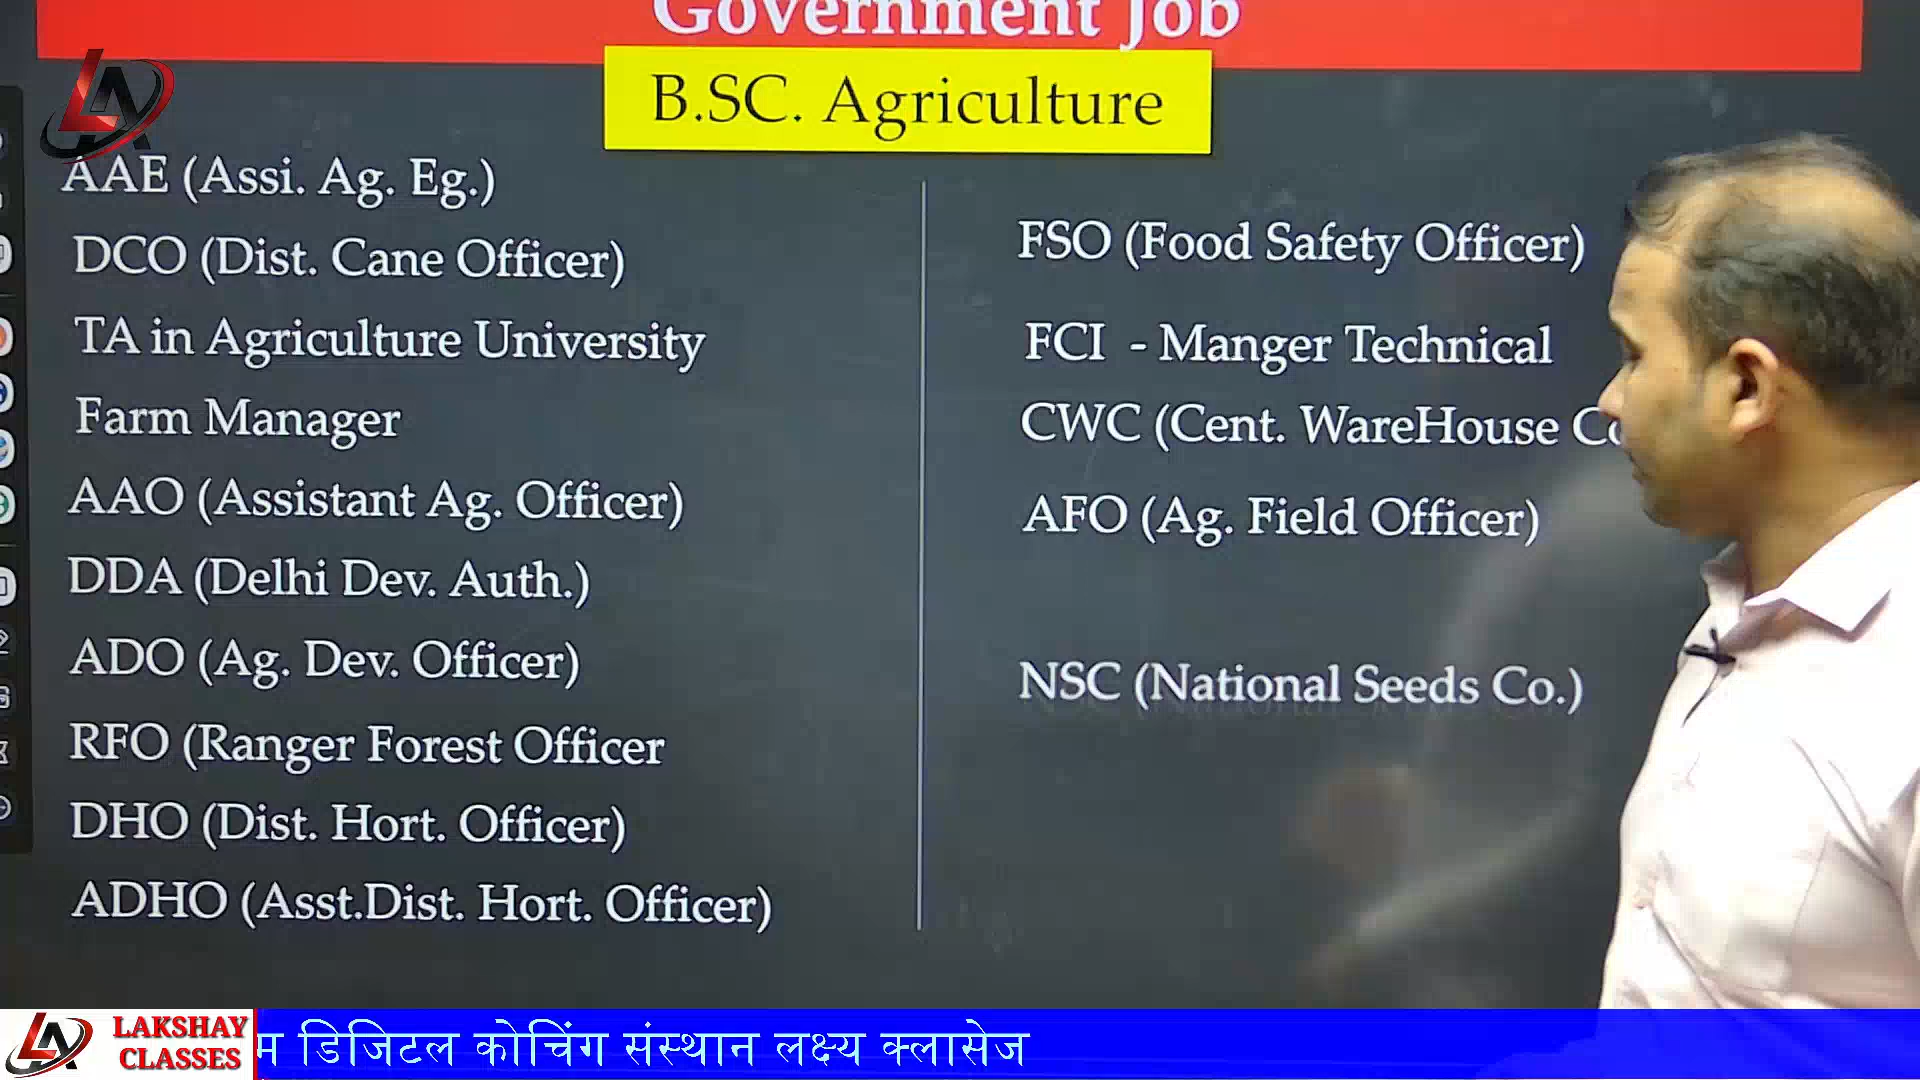 Government Job
B.SC. Agriculture
AAE (Assi. Ag. Eg.)
DCO (Dist. Cane Officer)
TA in Agriculture University
Farm Manager
AAO (Assistant Ag. Officer)
DDA (Delhi Dev. Auth.)
ADO (Ag. Dev. Officer)
RFO (Ranger Forest Officer
DHO (Dist. Hort. Officer)
ADHO (Asst.Dist. Hort. Officer)
FSO (Food Safety Officer)
FCI - Manger Technical
CWC (Cent. WareHouse
AFO (Ag. Field Officer)
NSC (National Seeds Co.)
LAKSHAY
CLASSES
डिजिटल कोचिंग संस्थान लक्ष्य क्लासेज